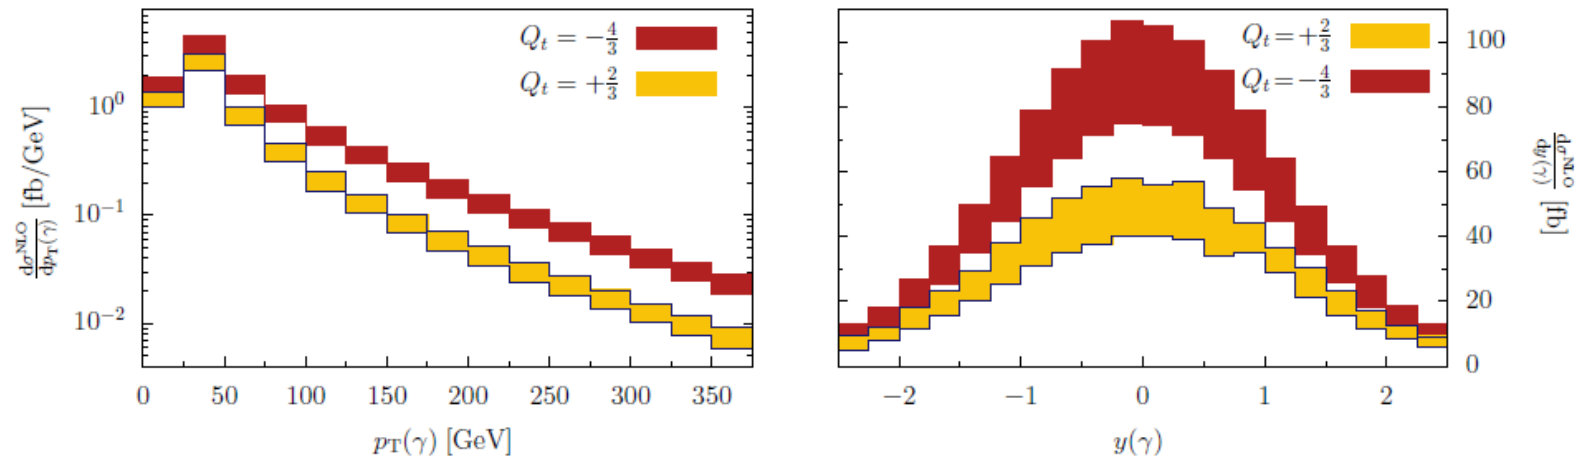 Q_t = −4/3
Q_t = +2/3
10^0
10^−1
10^−2
dσ^NLO/dp_T(γ) [fb/GeV]
0 50 100 150 200 250 300 350
p_T(γ) [GeV]
Q_t = +2/3
Q_t = −4/3
100
80
60
40
20
0
dσ^NLO/dy(γ) [fb]
−2 −1 0 1 2
y(γ)